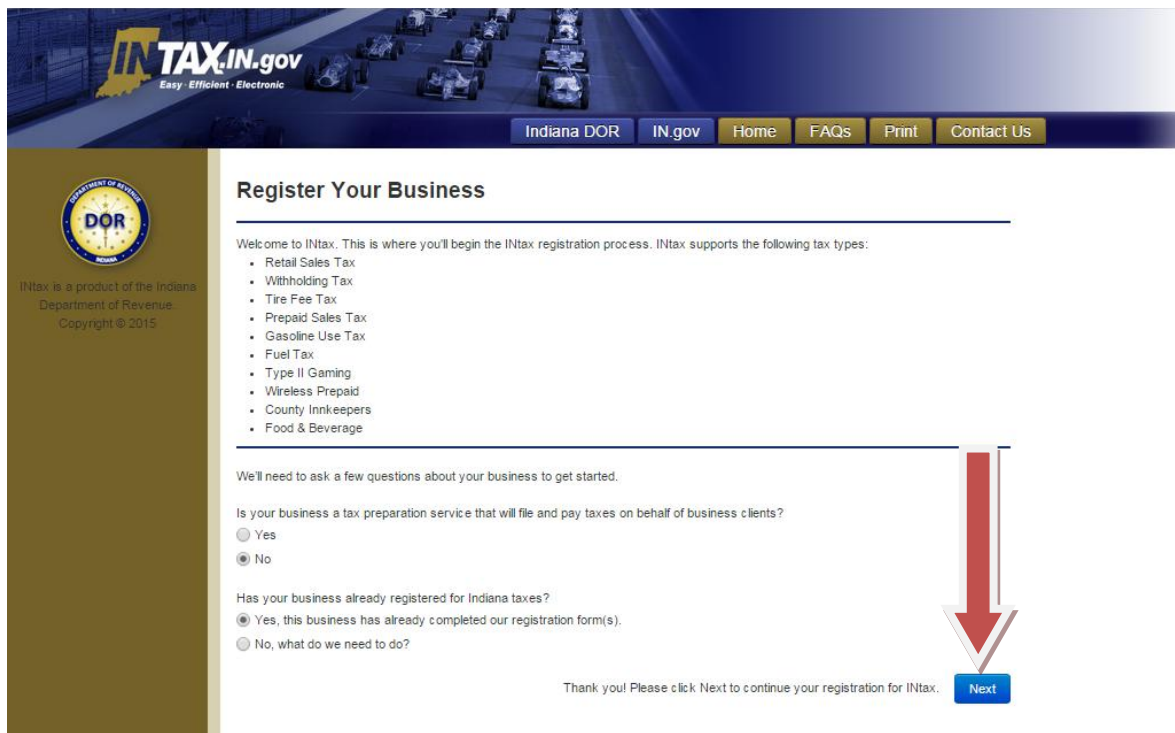 INTAX.IN.gov
Easy · Efficient · Electronic
Indiana DOR IN.gov Home FAQs Print Contact Us
DEPARTMENT OF REVENUE
DOR
INDIANA
INtax is a product of the Indiana
Department of Revenue
Copyright © 2015
Register Your Business
Welcome to INtax. This is where you'll begin the INtax registration process. INtax supports the following tax types:
• Retail Sales Tax
• Withholding Tax
• Tire Fee Tax
• Prepaid Sales Tax
• Gasoline Use Tax
• Fuel Tax
• Type II Gaming
• Wireless Prepaid
• County Innkeepers
• Food & Beverage
We'll need to ask a few questions about your business to get started.
Is your business a tax preparation service that will file and pay taxes on behalf of business clients?
Yes
No
Has your business already registered for Indiana taxes?
Yes, this business has already completed our registration form(s).
No, what do we need to do?
Thank you! Please click Next to continue your registration for INtax. Next